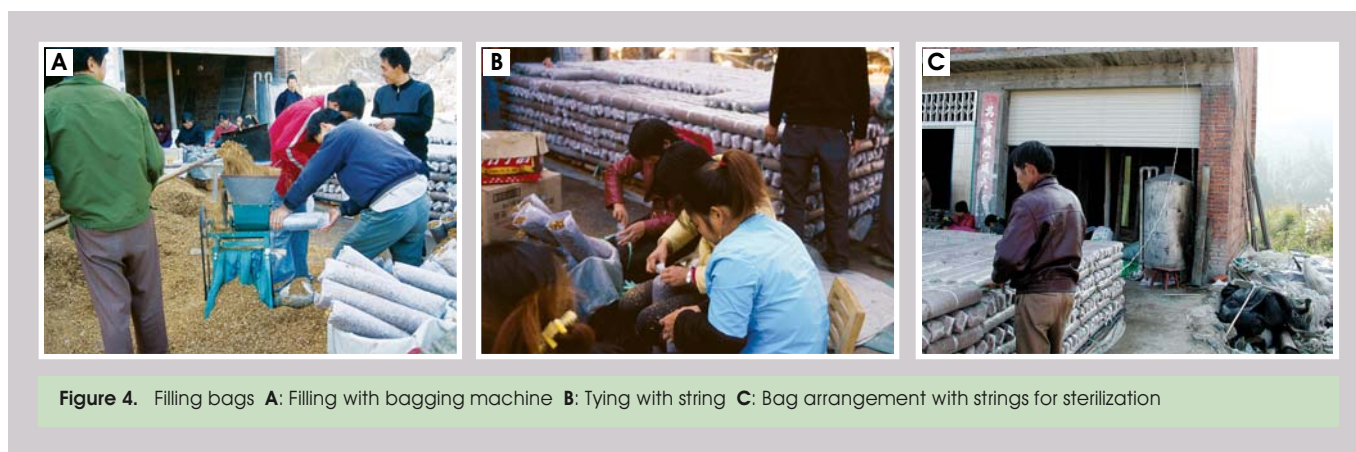 A
B
C
Figure 4. Filling bags A: Filling with bagging machine B: Tying with string C: Bag arrangement with strings for sterilization